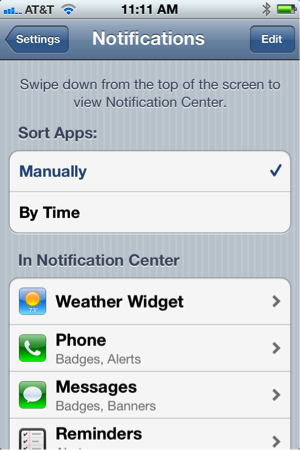 AT&T 11:11 AM
Settings Notifications Edit
Swipe down from the top of the screen to
view Notification Center.
Sort Apps:
Manually
By Time
In Notification Center
Weather Widget
Phone
Badges, Alerts
Messages
Badges, Banners
Reminders